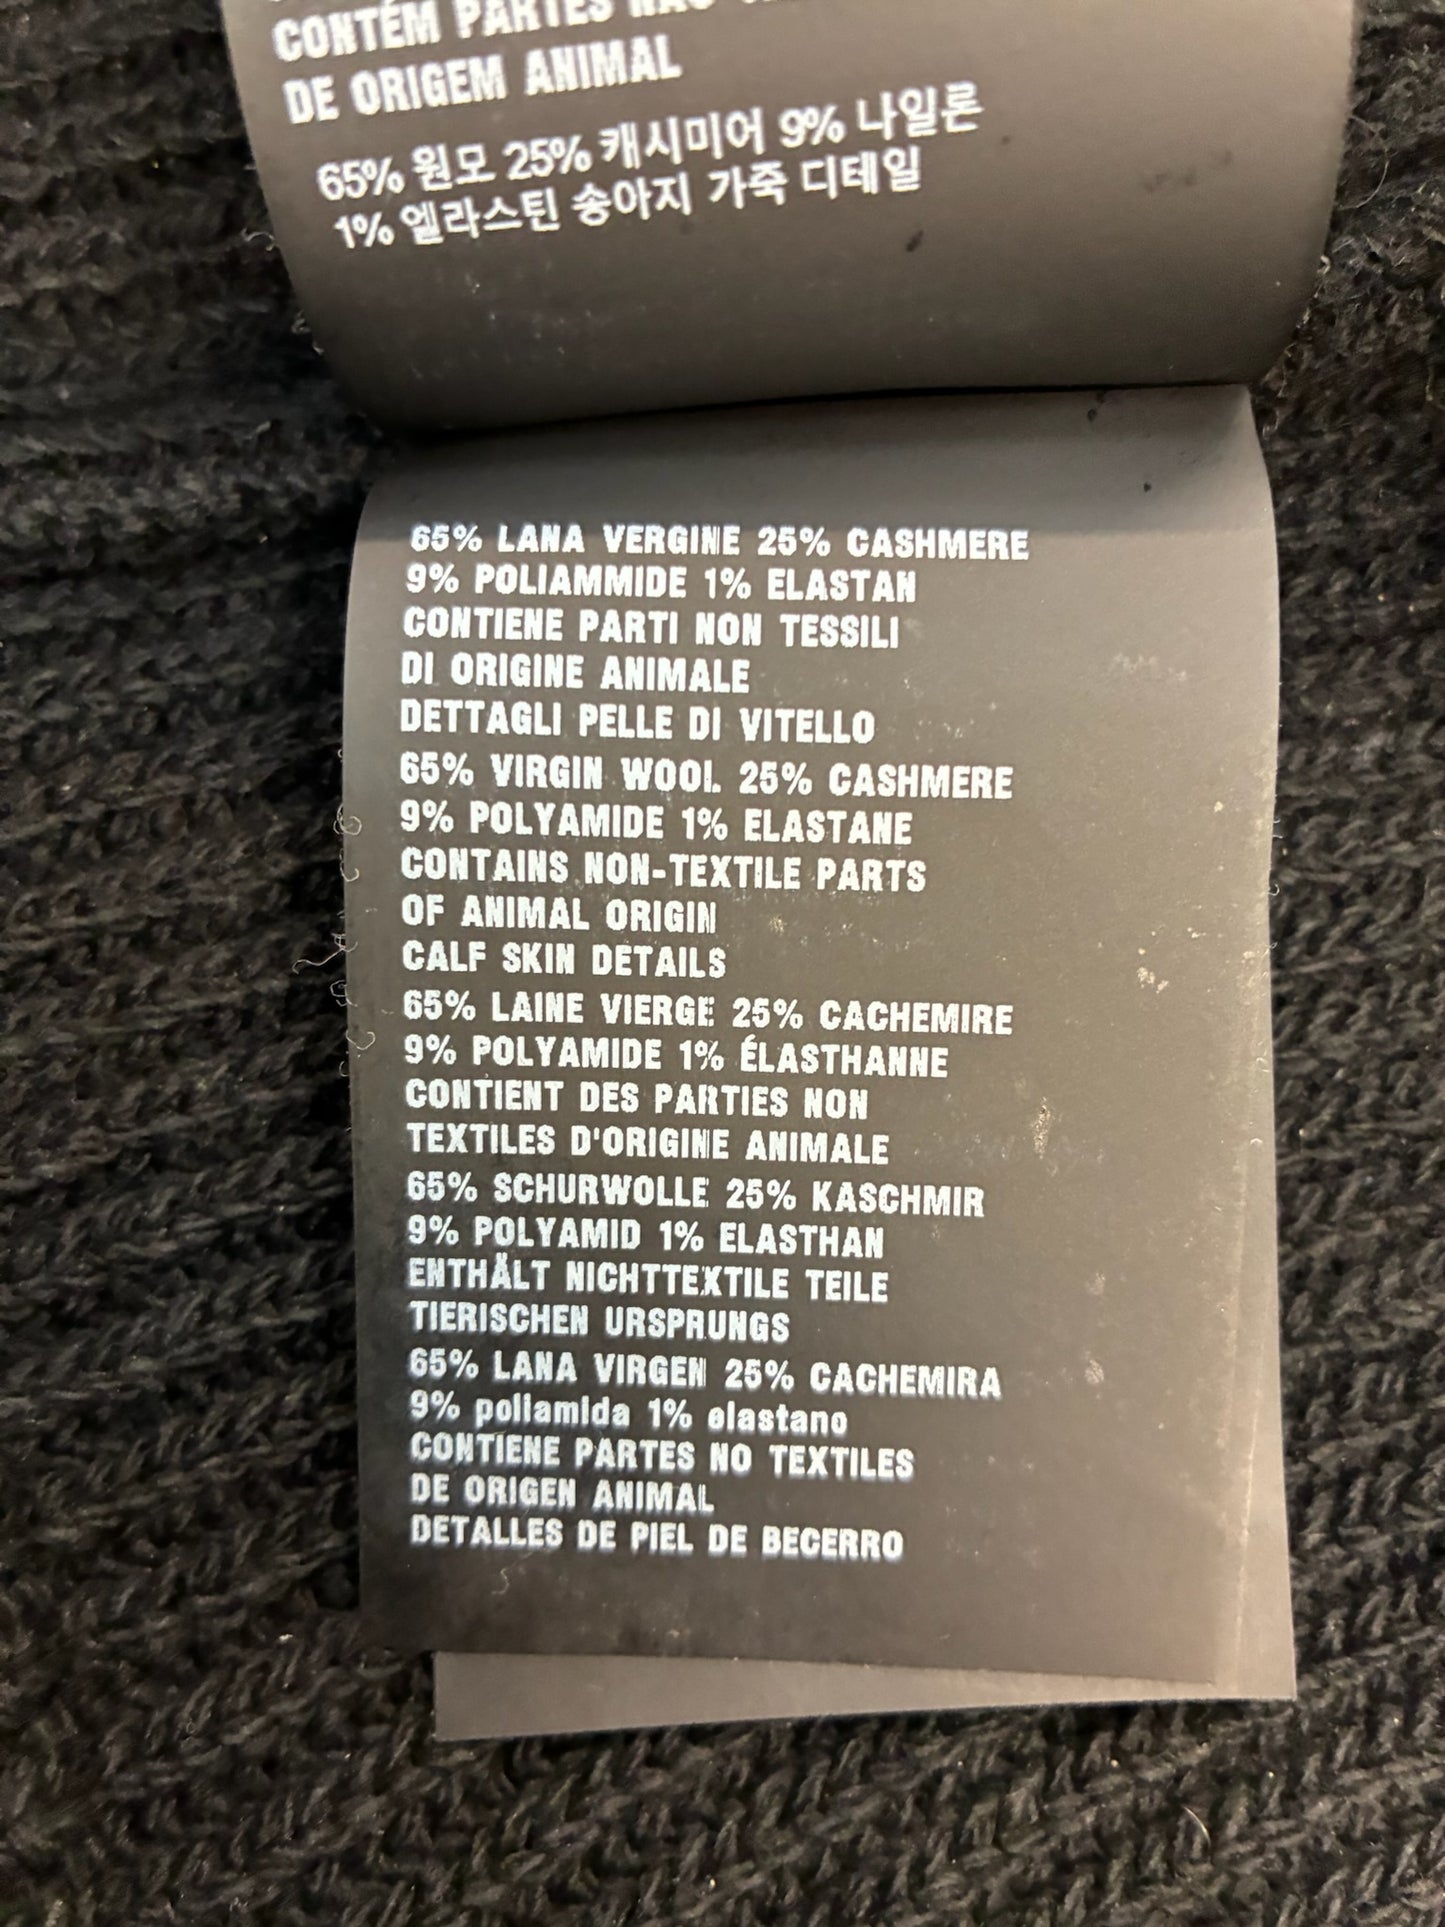 CONTÉM PARTES NÃO
DE ORIGEM ANIMAL
65% 원모 25% 캐시미어 9% 나일론
1% 엘라스틴 송아지 가죽 디테일
65% LANA VERGINE 25% CASHMERE
9% POLIAMMIDE 1% ELASTAN
CONTIENE PARTI NON TESSILI
DI ORIGINE ANIMALE
DETTAGLI PELLE DI VITELLO
65% VIRGIN WOOL 25% CASHMERE
9% POLYAMIDE 1% ELASTANE
CONTAINS NON-TEXTILE PARTS
OF ANIMAL ORIGIN
CALF SKIN DETAILS
65% LAINE VIERGE 25% CACHEMIRE
9% POLYAMIDE 1% ÉLASTHANNE
CONTIENT DES PARTIES NON
TEXTILES D'ORIGINE ANIMALE
65% SCHURWOLLE 25% KASCHMIR
9% POLYAMID 1% ELASTHAN
ENTHÄLT NICHTTEXTILE TEILE
TIERISCHEN URSPRUNGS
65% LANA VIRGEN 25% CACHEMIRA
9% poliamida 1% elastano
CONTIENE PARTES NO TEXTILES
DE ORIGEN ANIMAL
DETALLES DE PIEL DE BECERRO